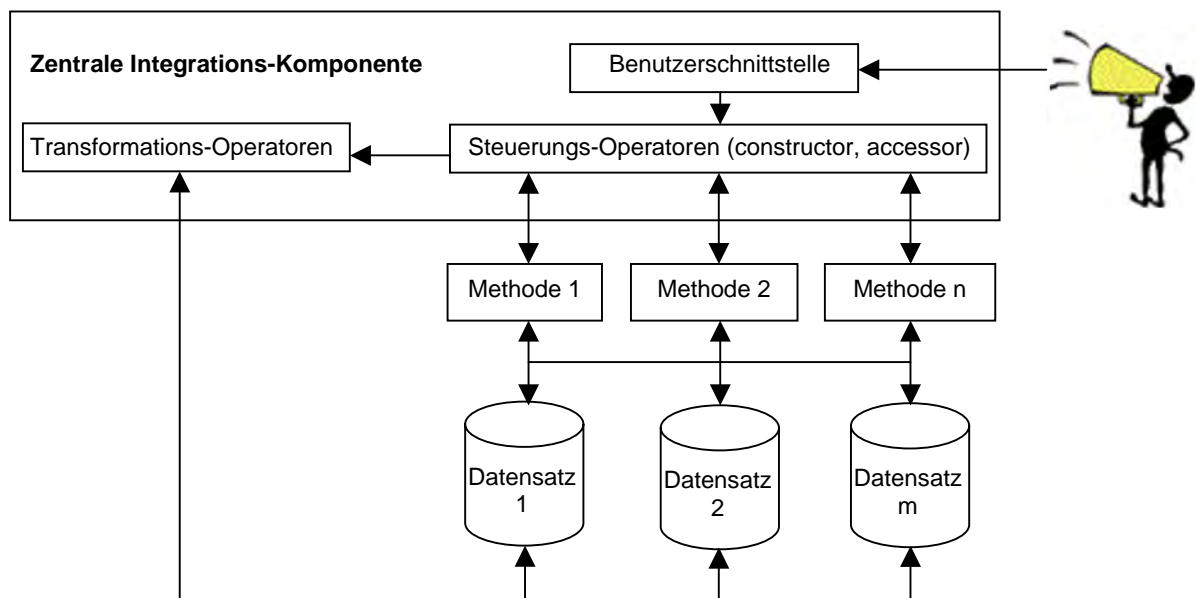 Zentrale Integrations-Komponente
Benutzerschnittstelle
Transformations-Operatoren
Steuerungs-Operatoren (constructor, accessor)
Methode 1
Methode 2
Methode n
Datensatz
1
Datensatz
2
Datensatz
m